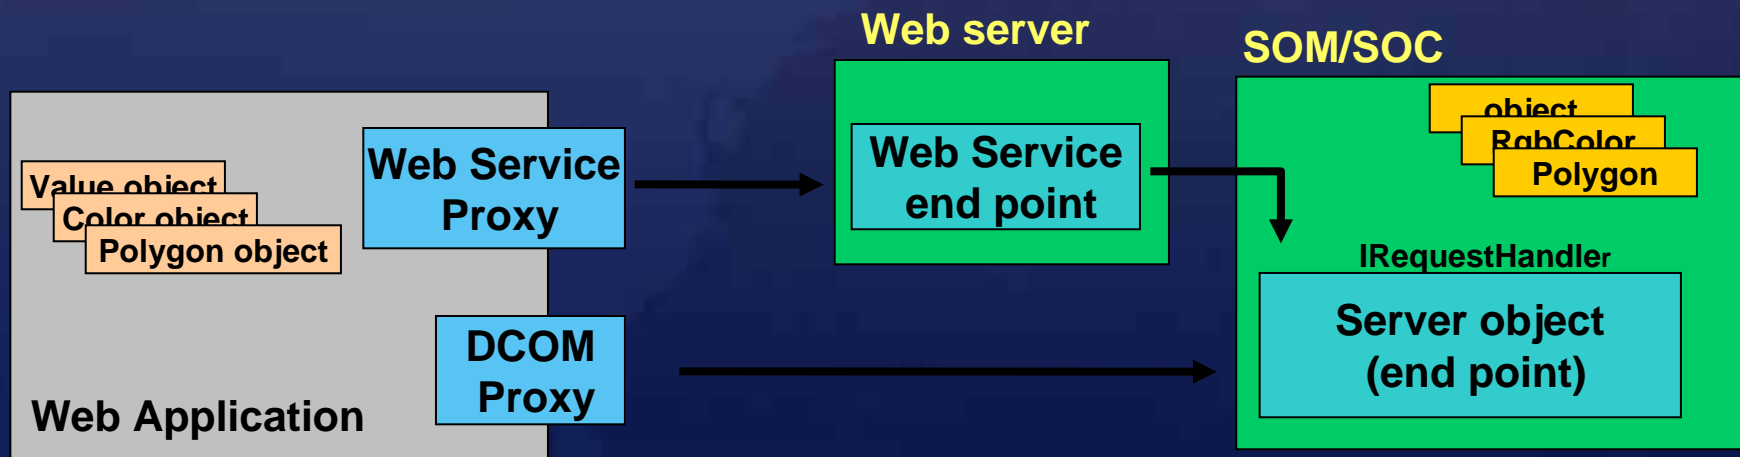 Web server
SOM/SOC
Web Service
Proxy
Value object
Color object
Polygon object
DCOM
Proxy
Web Application
Web Service
end point
object
RgbColor
Polygon
IRequestHandler
Server object
(end point)